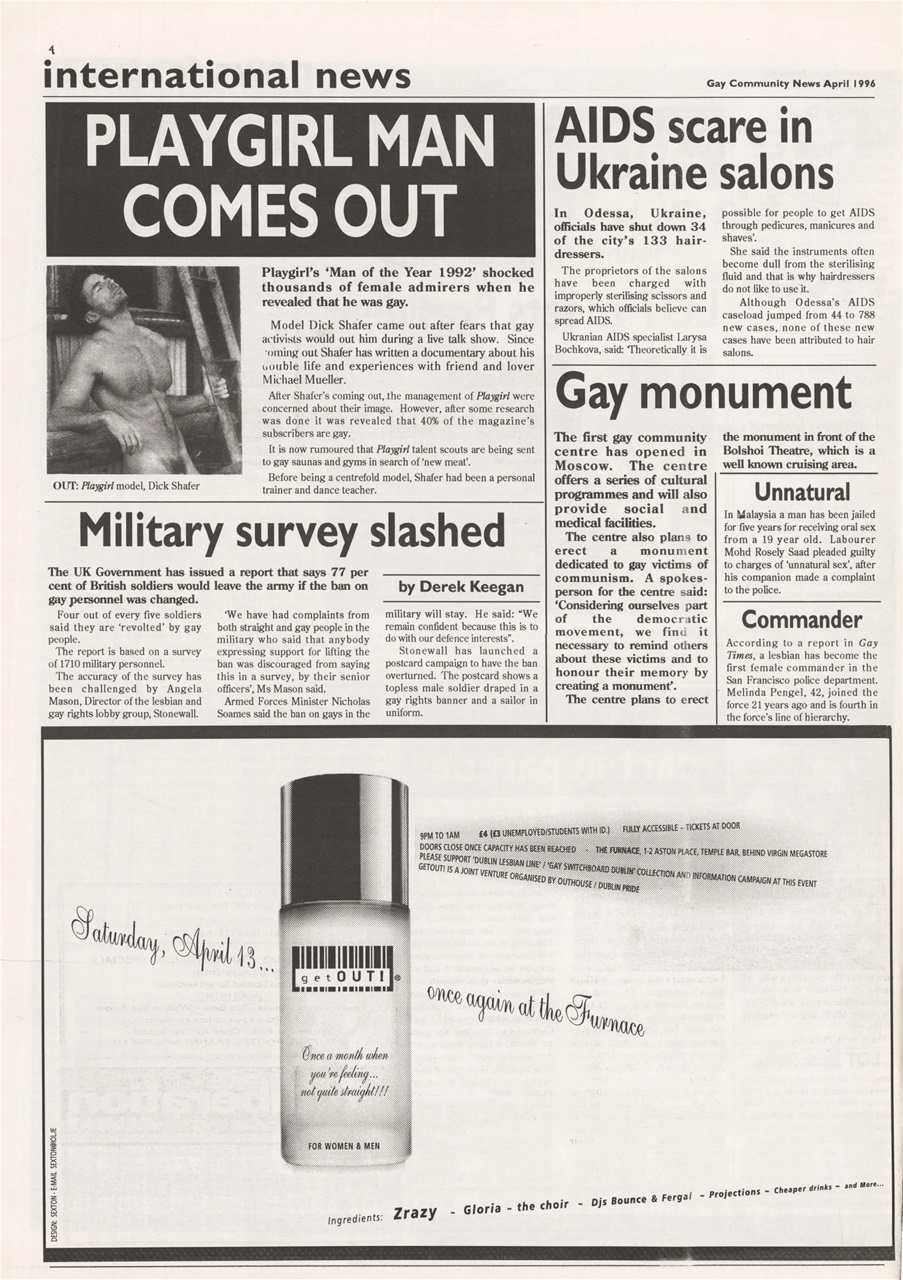 4
international news
Gay Community News April 1996
PLAYGIRL MAN
COMES OUT
OUT: Playgirl model, Dick Shafer
Playgirl's 'Man of the Year 1992' shocked
thousands of female admirers when he
revealed that he was gay.
Model Dick Shafer came out after fears that gay
activists would out him during a live talk show. Since
coming out Shafer has written a documentary about his
double life and experiences with friend and lover
Michael Mueller.
After Shafer's coming out, the management of Playgirl were
concerned about their image. However, after some research
was done it was revealed that 40% of the magazine's
subscribers are gay.
It is now rumoured that Playgirl talent scouts are being sent
to gay saunas and gyms in search of 'new meat'.
Before being a centrefold model, Shafer had been a personal
trainer and dance teacher.
Military survey slashed
The UK Government has issued a report that says 77 per
cent of British soldiers would leave the army if the ban on
gay personnel was changed.
by Derek Keegan
Four out of every five soldiers
said they are 'revolted' by gay
people.
The report is based on a survey
of 1710 military personnel.
The accuracy of the survey has
been challenged by Angela
Mason, Director of the lesbian and
gay rights lobby group, Stonewall.
'We have had complaints from
both straight and gay people in the
military who said that anybody
expressing support for lifting the
ban was discouraged from saying
this in a survey, by their senior
officers', Ms Mason said.
Armed Forces Minister Nicholas
Soames said the ban on gays in the
military will stay. He said: "We
remain confident because this is to
do with our defence interests".
Stonewall has launched a
postcard campaign to have the ban
overturned. The postcard shows a
topless male soldier draped in a
gay rights banner and a sailor in
uniform.
AIDS scare in
Ukraine salons
In Odessa, Ukraine,
officials have shut down 34
of the city's 133 hair-
dressers.
The proprietors of the salons
have been charged with
improperly sterilising scissors and
razors, which officials believe can
spread AIDS.
Ukranian AIDS specialist Larysa
Bochkova, said: 'Theoretically it is
possible for people to get AIDS
through pedicures, manicures and
shaves'.
She said the instruments often
become dull from the sterilising
fluid and that is why hairdressers
do not like to use it.
Although Odessa's AIDS
caseload jumped from 44 to 788
new cases, none of these new
cases have been attributed to hair
salons.
Gay monument
The first gay community
centre has opened in
Moscow. The centre
offers a series of cultural
programmes and will also
provide social and
medical facilities.
The centre also plans to
erect a monument
dedicated to gay victims of
communism. A spokes-
person for the centre said:
'Considering ourselves part
of the democratic
movement, we find it
necessary to remind others
about these victims and to
honour their memory by
creating a monument'.
The centre plans to erect
the monument in front of the
Bolshoi Theatre, which is a
well known cruising area.
Unnatural
In Malaysia a man has been jailed
for five years for receiving oral sex
from a 19 year old. Labourer
Mohd Rosely Saad pleaded guilty
to charges of 'unnatural sex', after
his companion made a complaint
to the police.
Commander
According to a report in Gay
Times, a lesbian has become the
first female commander in the
San Francisco police department.
Melinda Pengel, 42, joined the
force 21 years ago and is fourth in
the force's line of hierarchy.
9PM TO 1AM £4 (£3 UNEMPLOYED/STUDENTS WITH ID.) FULLY ACCESSIBLE - TICKETS AT DOOR
DOORS CLOSE ONCE CAPACITY HAS BEEN REACHED - THE FURNACE, 1-2 ASTON PLACE, TEMPLE BAR, BEHIND VIRGIN MEGASTORE
PLEASE SUPPORT 'DUBLIN LESBIAN LINE' / 'GAY SWITCHBOARD DUBLIN' COLLECTION AND INFORMATION CAMPAIGN AT THIS EVENT
GETOUT! IS A JOINT VENTURE ORGANISED BY OUTHOUSE / DUBLIN PRIDE
Saturday, April 13...
getOUT!®
once again at the Furnace
Once a month when
you're feeling...
not quite straight!!!
FOR WOMEN & MEN
Ingredients: Zrazy - Gloria - the choir - Djs Bounce & Fergal - Projections - Cheaper drinks - and More...
DESIGN: SEXTON - E-MAIL SEXTON@IOL.IE